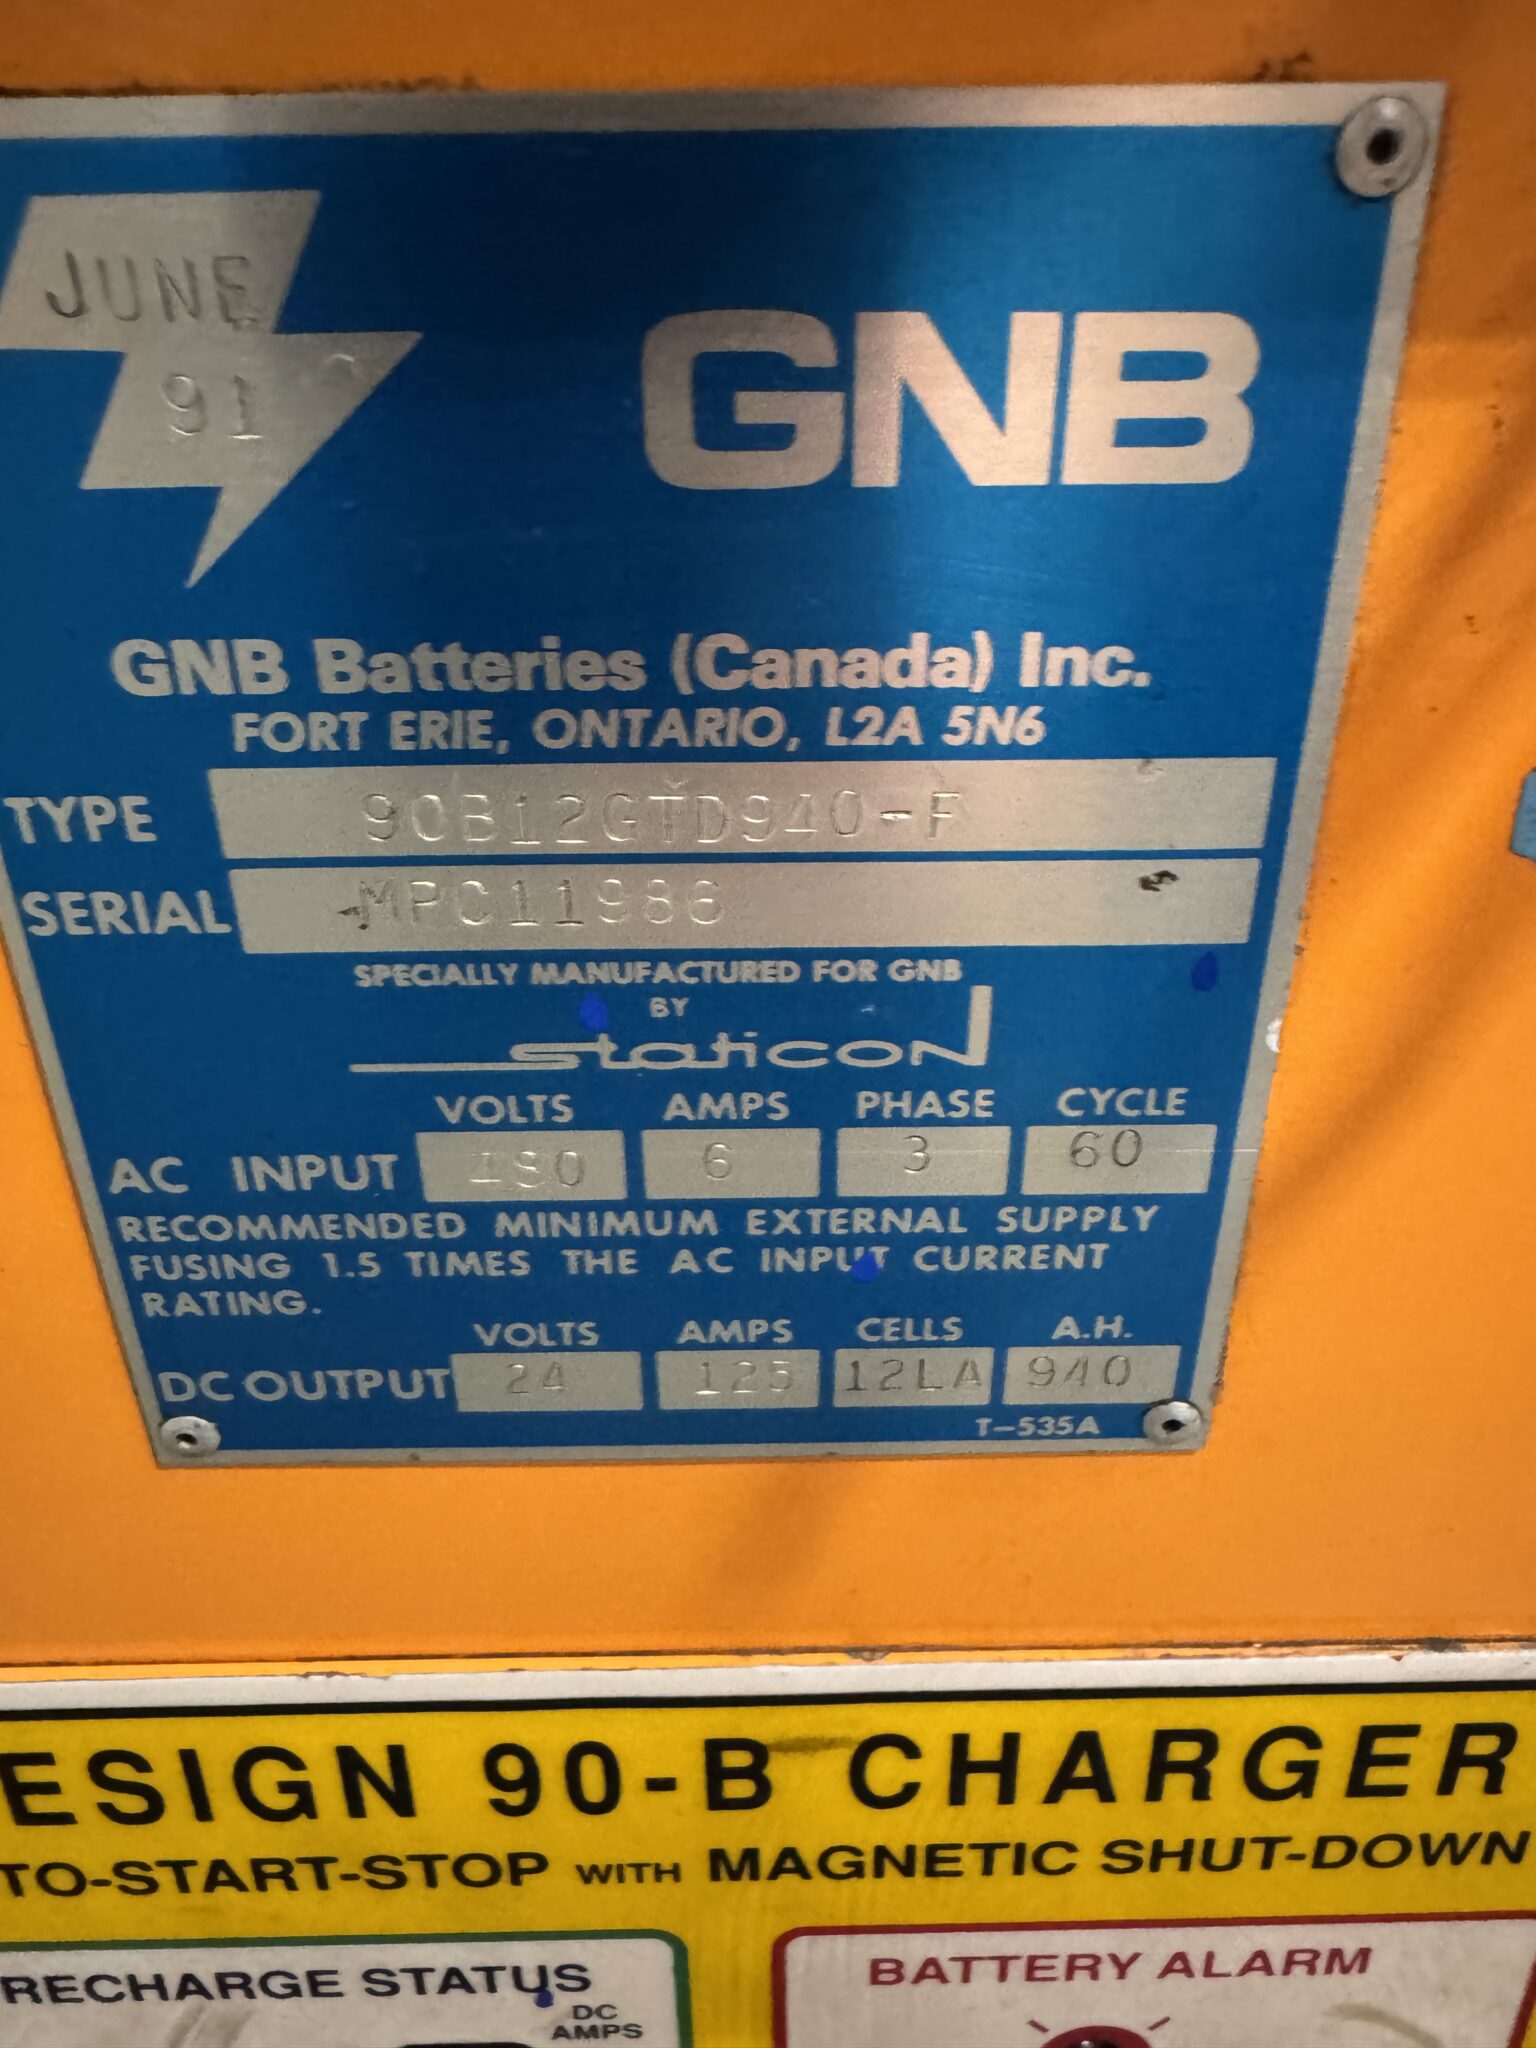 JUNE
91
GNB
GNB Batteries (Canada) Inc.
FORT ERIE, ONTARIO, L2A 5N6
TYPE 90B12GTD940-F
SERIAL MPC11986
SPECIALLY MANUFACTURED FOR GNB
BY
staticon
VOLTS AMPS PHASE CYCLE
AC INPUT 480 6 3 60
RECOMMENDED MINIMUM EXTERNAL SUPPLY
FUSING 1.5 TIMES THE AC INPUT CURRENT
RATING.
VOLTS AMPS CELLS A.H.
DC OUTPUT 24 125 12LA 940
T-535A
ESIGN 90-B CHARGER
TO-START-STOP WITH MAGNETIC SHUT-DOWN
RECHARGE STATUS
DC
AMPS
BATTERY ALARM